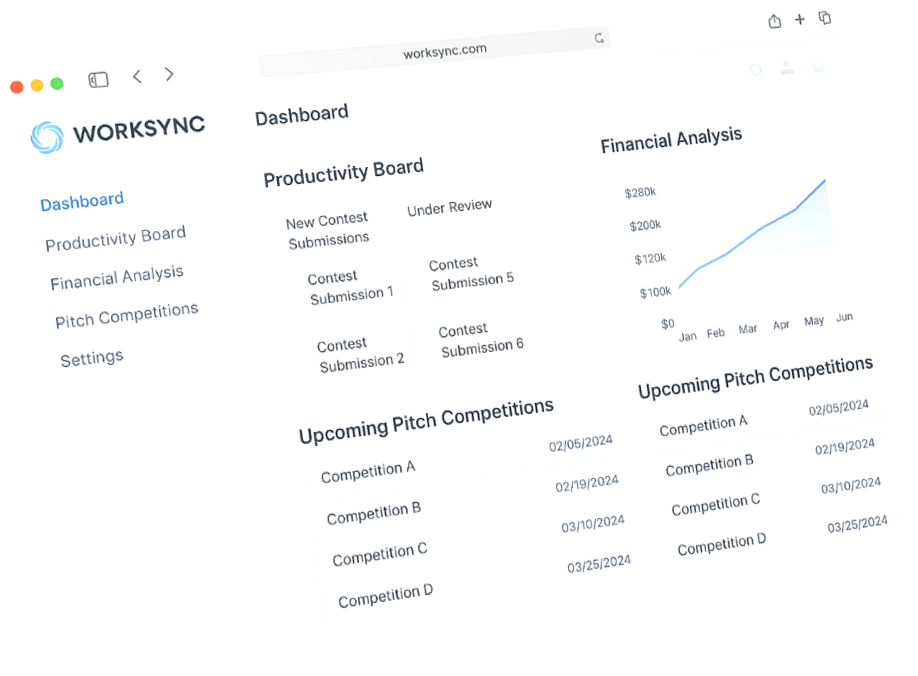 worksync.com
WORKSYNC
Dashboard
Productivity Board
Financial Analysis
Pitch Competitions
Settings
Dashboard
Productivity Board
New Contest
Submissions
Under Review
Contest
Submission 1
Contest
Submission 5
Contest
Submission 2
Contest
Submission 6
Financial Analysis
$280k
$200k
$120k
$100k
$0
Jan Feb Mar Apr May Jun
Upcoming Pitch Competitions
Competition A 02/05/2024
Competition B 02/19/2024
Competition C 03/10/2024
Competition D 03/25/2024
Upcoming Pitch Competitions
Competition A 02/05/2024
Competition B 02/19/2024
Competition C 03/10/2024
Competition D 03/25/2024